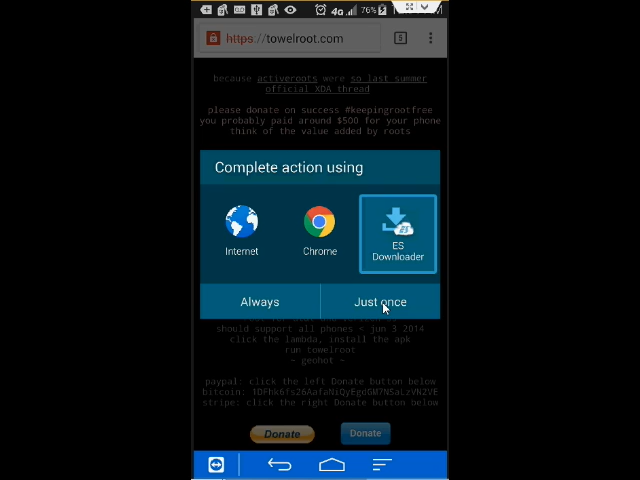 4G 76%
https://towelroot.com
because activeroots were so last summer
official XDA thread
please donate on success #keepingrootfree
you probably paid around $500 for your phone
think of the value added by roots
Complete action using
Internet
Chrome
ES
Downloader
Always
Just once
should support all phones < jun 3 2014
click the lambda, install the apk
run towelroot
~ geohot ~
paypal: click the left Donate button below
bitcoin:
stripe: click the right Donate button below
Donate
Donate